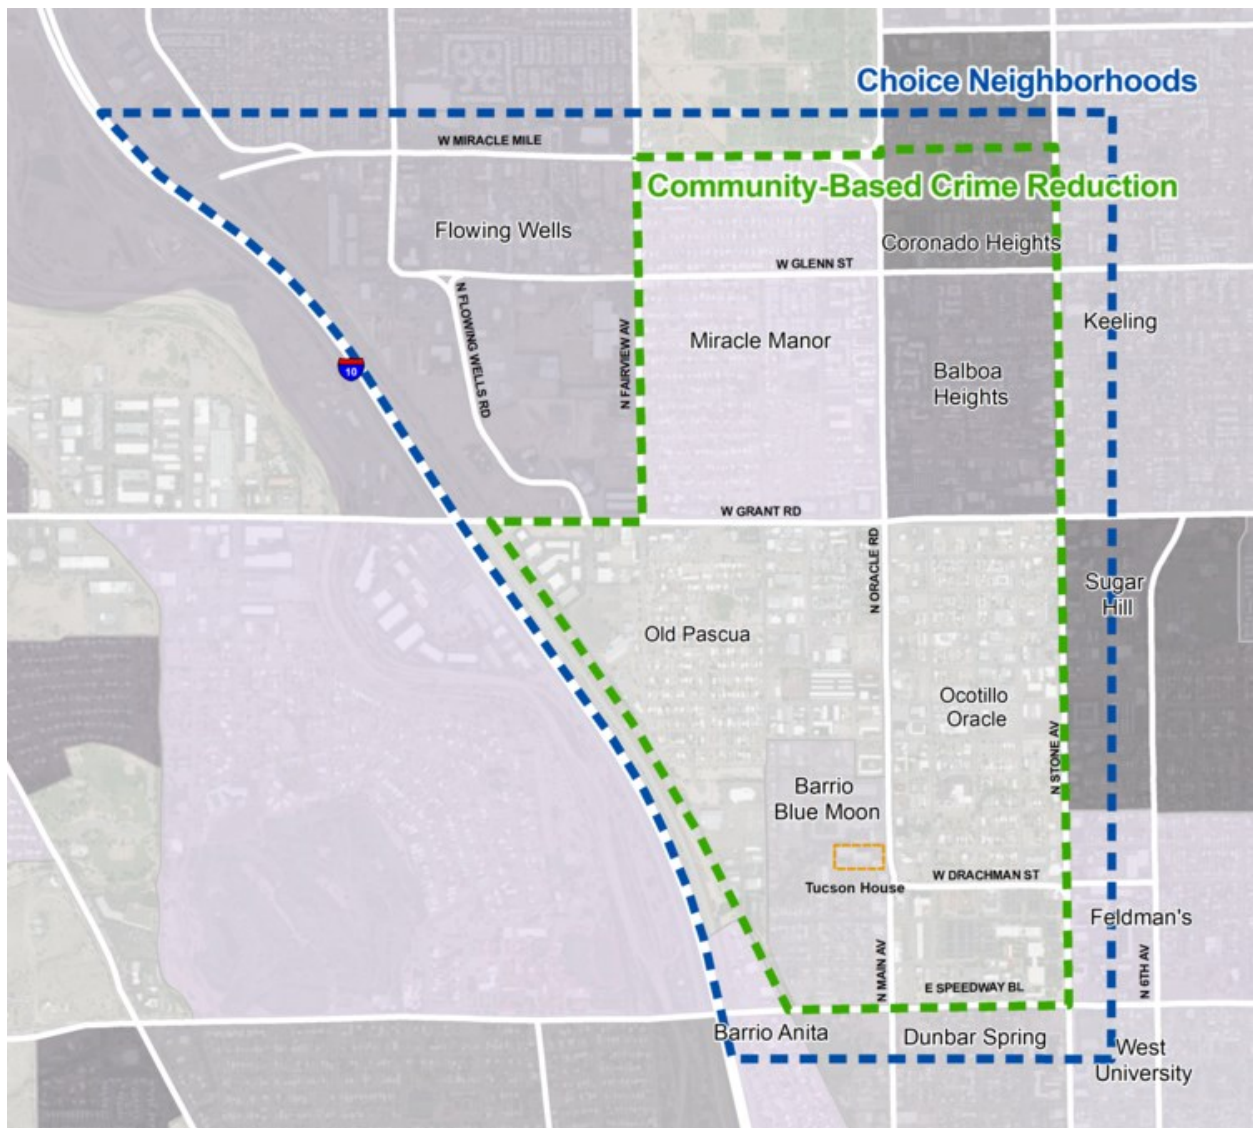 Choice Neighborhoods
W MIRACLE MILE
Community-Based Crime Reduction
Flowing Wells
Coronado Heights
W GLENN ST
N FLOWING WELLS RD
N FAIRVIEW AV
Miracle Manor
Keeling
10
Balboa
Heights
W GRANT RD
N ORACLE RD
Sugar
Hill
Old Pascua
Ocotillo
Oracle
N STONE AV
Barrio
Blue Moon
W DRACHMAN ST
Tucson House
Feldman's
N MAIN AV
E SPEEDWAY BL
N 6TH AV
Barrio Anita
Dunbar Spring
West
University